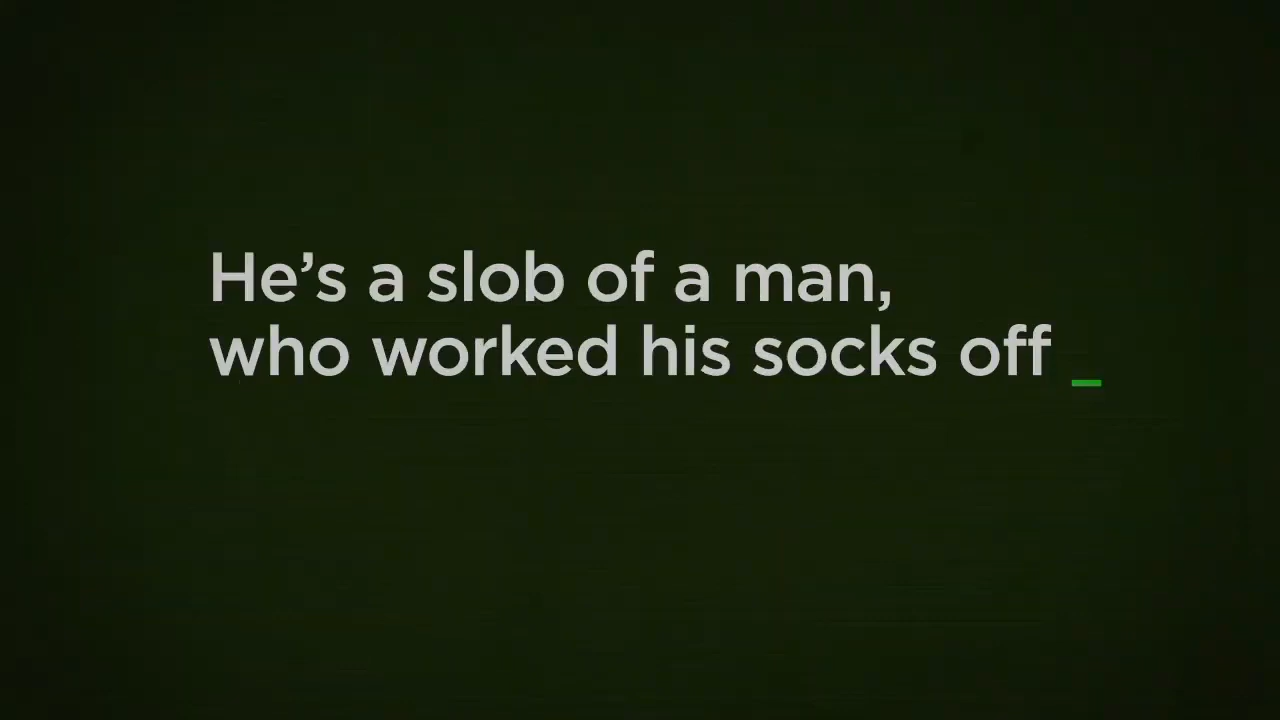 He’s a slob of a man,
who worked his socks off _